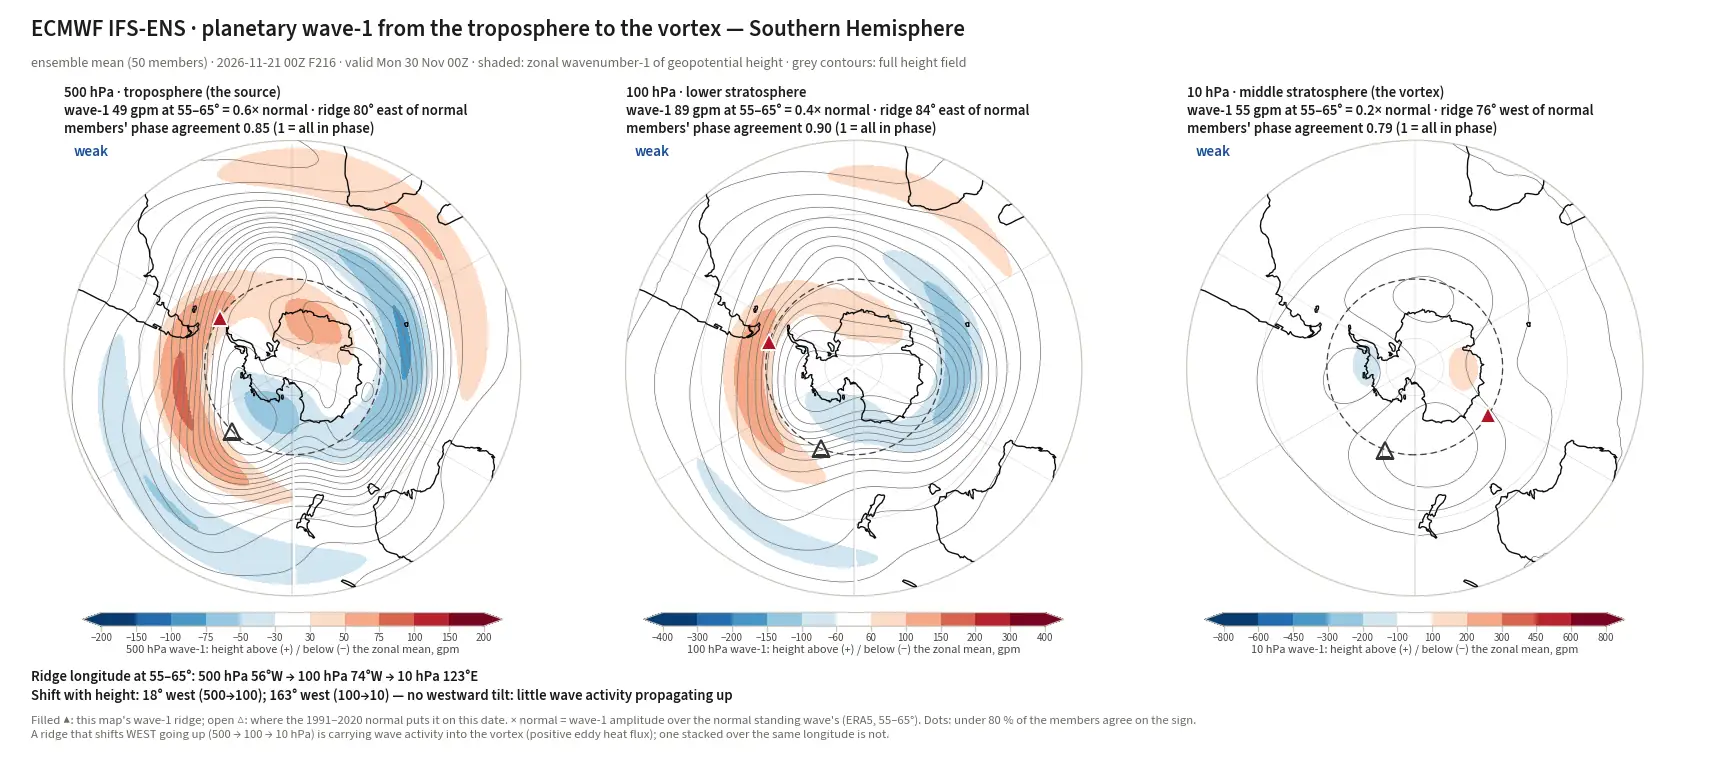 ECMWF IFS-ENS · planetary wave-1 from the troposphere to the vortex — Southern Hemisphere
ensemble mean (50 members) · 2026-11-21 00Z F216 · valid Mon 30 Nov 00Z · shaded: zonal wavenumber-1 of geopotential height · grey contours: full height field
500 hPa · troposphere (the source)
wave-1 49 gpm at 55–65° = 0.6× normal · ridge 80° east of normal
members' phase agreement 0.85 (1 = all in phase)
weak
100 hPa · lower stratosphere
wave-1 89 gpm at 55–65° = 0.4× normal · ridge 84° east of normal
members' phase agreement 0.90 (1 = all in phase)
weak
10 hPa · middle stratosphere (the vortex)
wave-1 55 gpm at 55–65° = 0.2× normal · ridge 76° west of normal
members' phase agreement 0.79 (1 = all in phase)
weak
−200 −150 −100 −75 −50 −30 30 50 75 100 150 200
500 hPa wave-1: height above (+) / below (−) the zonal mean, gpm
−400 −300 −200 −150 −100 −60 60 100 150 200 300 400
100 hPa wave-1: height above (+) / below (−) the zonal mean, gpm
−800 −600 −450 −300 −200 −100 100 200 300 450 600 800
10 hPa wave-1: height above (+) / below (−) the zonal mean, gpm
Ridge longitude at 55–65°: 500 hPa 56°W → 100 hPa 74°W → 10 hPa 123°E
Shift with height: 18° west (500→100); 163° west (100→10) — no westward tilt: little wave activity propagating up
Filled ▲: this map's wave-1 ridge; open △: where the 1991–2020 normal puts it on this date. × normal = wave-1 amplitude over the normal standing wave's (ERA5, 55–65°). Dots: under 80 % of the members agree on the sign.
A ridge that shifts WEST going up (500 → 100 → 10 hPa) is carrying wave activity into the vortex (positive eddy heat flux); one stacked over the same longitude is not.